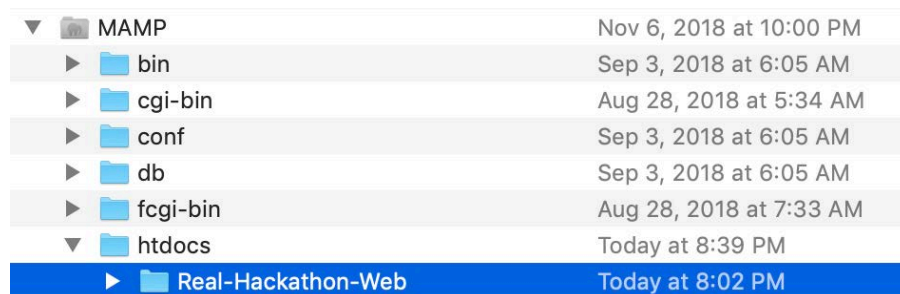 MAMP Nov 6, 2018 at 10:00 PM
bin Sep 3, 2018 at 6:05 AM
cgi-bin Aug 28, 2018 at 5:34 AM
conf Sep 3, 2018 at 6:05 AM
db Sep 3, 2018 at 6:05 AM
fcgi-bin Aug 28, 2018 at 7:33 AM
htdocs Today at 8:39 PM
Real-Hackathon-Web Today at 8:02 PM